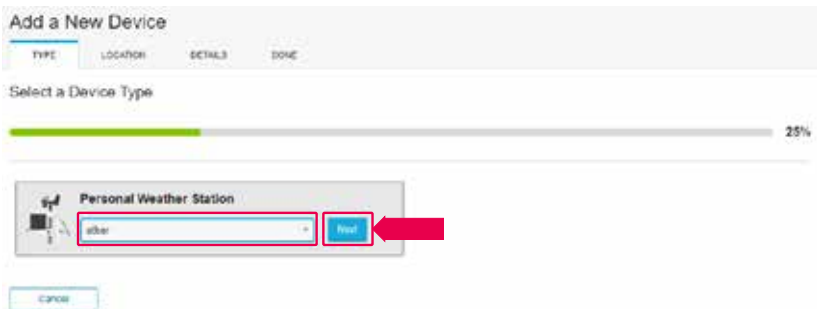 Add a New Device
TYPE LOCATION DETAILS DONE
Select a Device Type
25%
Personal Weather Station
other
Next
Cancel